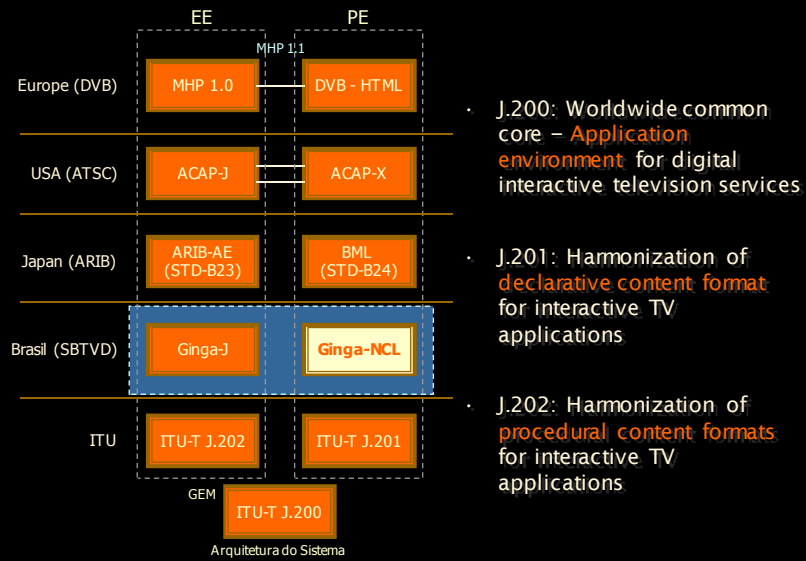 EE
PE
MHP 1.1
Europe (DVB)
MHP 1.0
DVB - HTML
USA (ATSC)
ACAP-J
ACAP-X
Japan (ARIB)
ARIB-AE
(STD-B23)
BML
(STD-B24)
Brasil (SBTVD)
Ginga-J
Ginga-NCL
ITU
ITU-T J.202
ITU-T J.201
GEM
ITU-T J.200
Arquitetura do Sistema
• J.200: Worldwide common
core – Application
environment for digital
interactive television services
• J.201: Harmonization of
declarative content format
for interactive TV
applications
• J.202: Harmonization of
procedural content formats
for interactive TV
applications